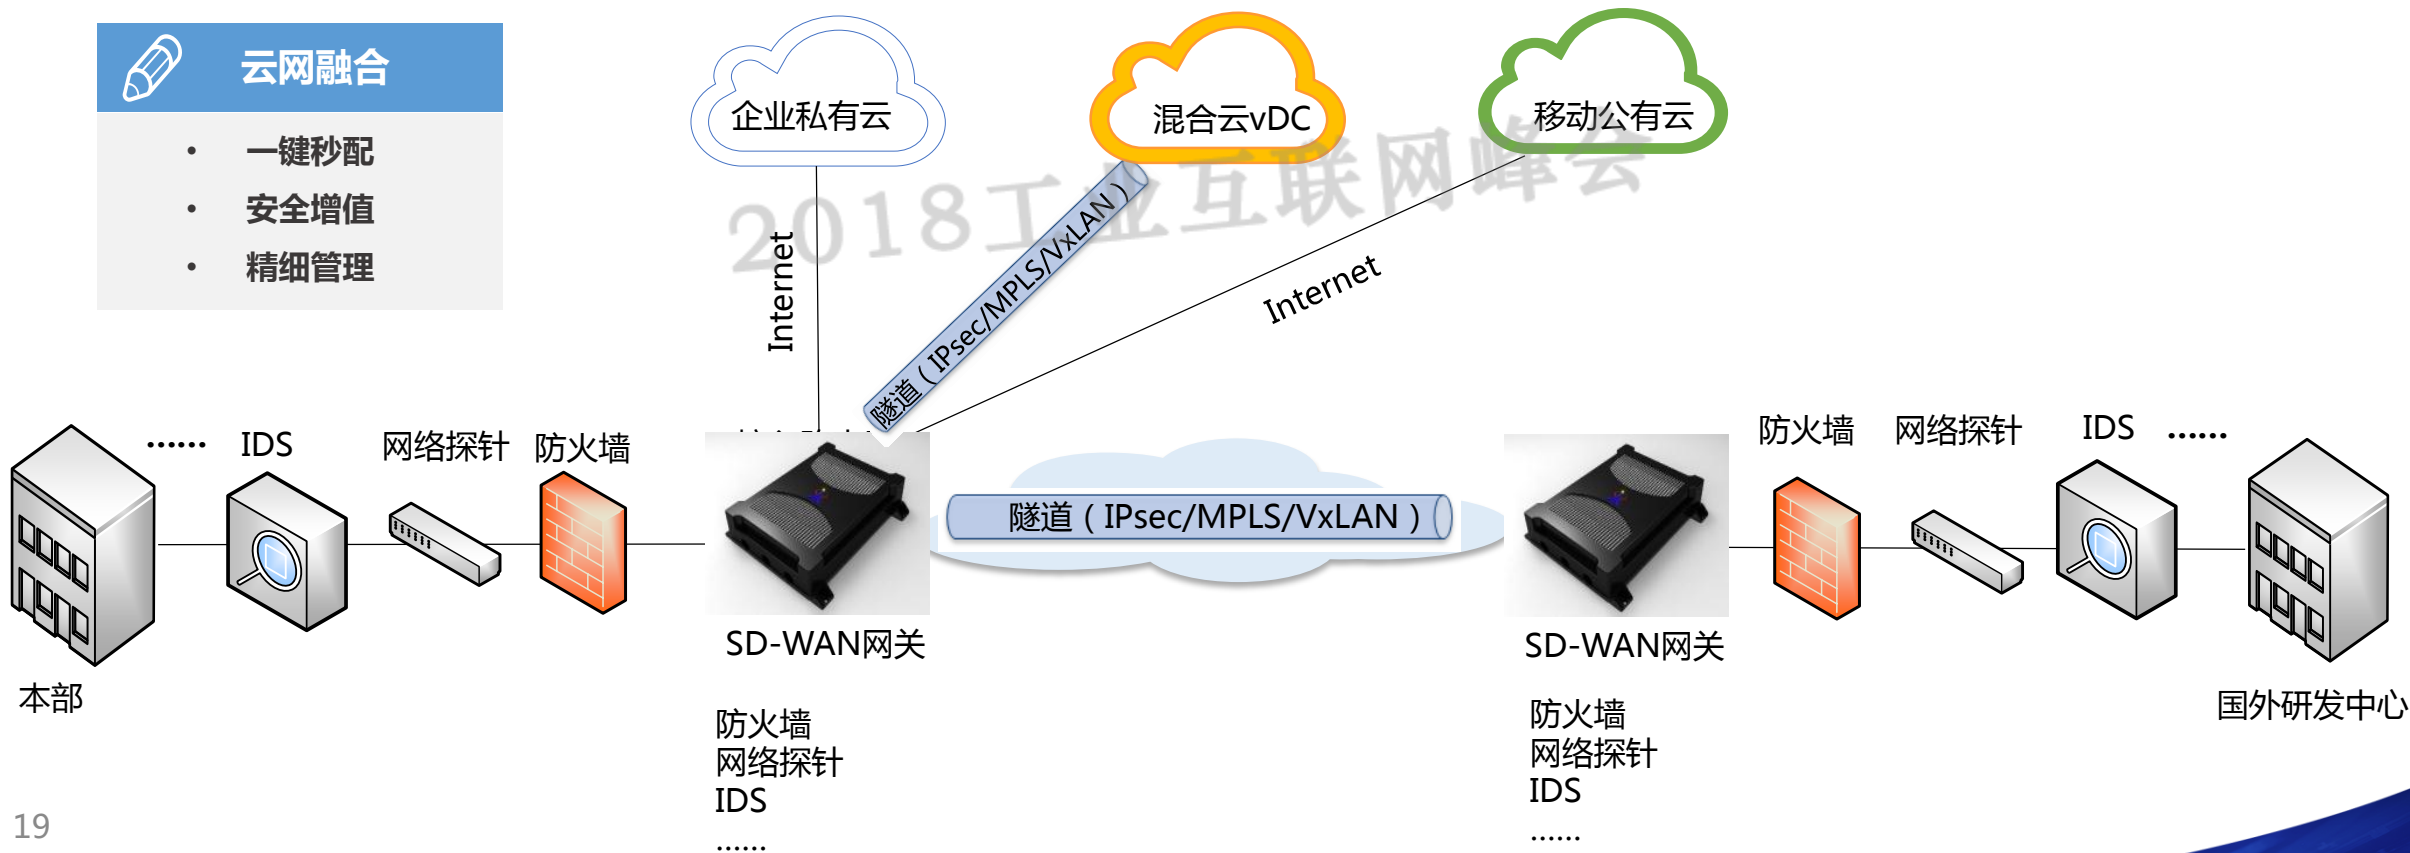 云网融合
• 一键秒配
• 安全增值
• 精细管理
企业私有云
混合云vDC
移动公有云
2018工业互联网峰会
Internet
隧道（IPsec/MPLS/VxLAN）
Internet
......
IDS
网络探针
防火墙
隧道（IPsec/MPLS/VxLAN）
防火墙
网络探针
IDS
......
SD-WAN网关
SD-WAN网关
本部
国外研发中心
防火墙
网络探针
IDS
......
防火墙
网络探针
IDS
......
19